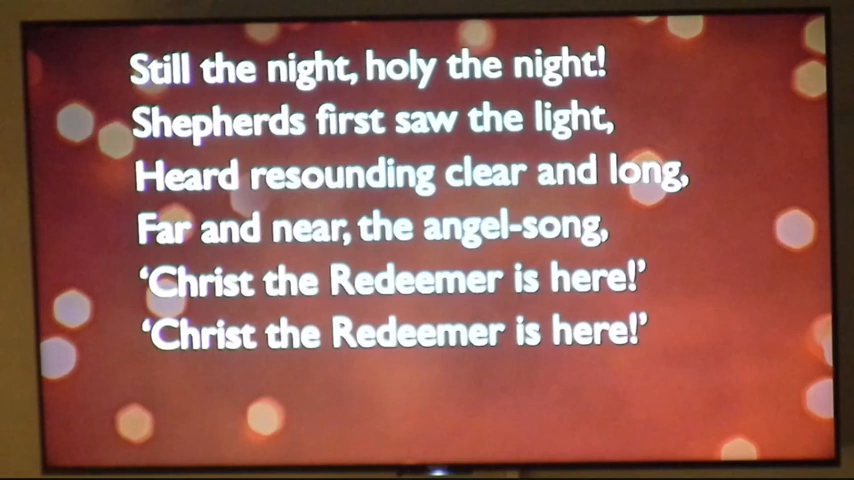 Still the night, holy the night!
Shepherds first saw the light,
Heard resounding clear and long,
Far and near, the angel-song,
‘Christ the Redeemer is here!’
‘Christ the Redeemer is here!’